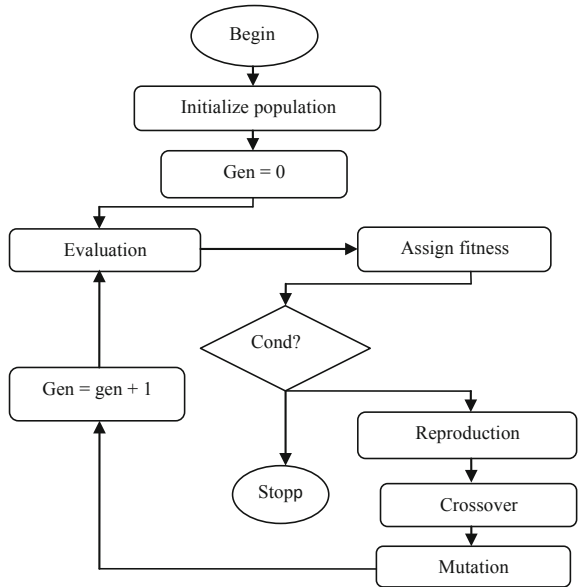 Begin
Initialize population
Gen = 0
Evaluation
Assign fitness
Cond?
Gen = gen + 1
Reproduction
Stopp
Crossover
Mutation